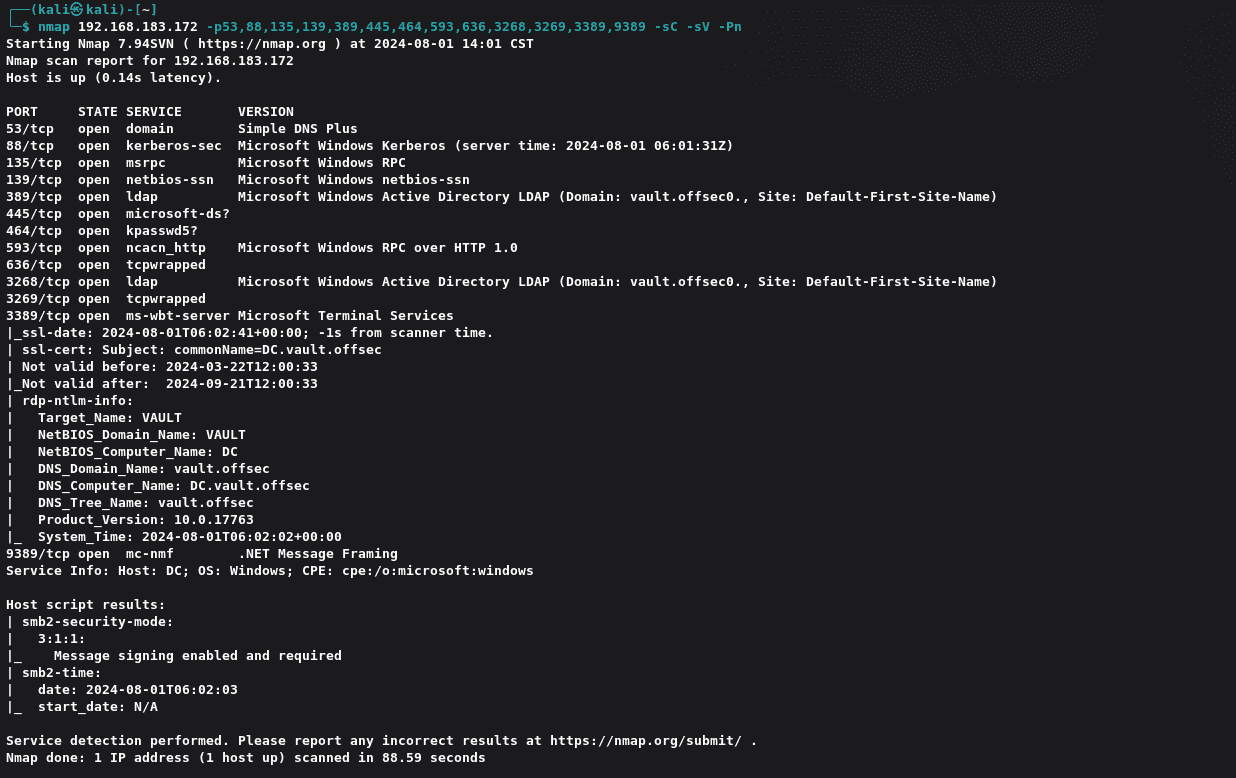 ┌──(kali㉿kali)-[~]
└─$ nmap 192.168.183.172 -p53,88,135,139,389,445,464,593,636,3268,3269,3389,9389 -sC -sV -Pn
Starting Nmap 7.94SVN ( https://nmap.org ) at 2024-08-01 14:01 CST
Nmap scan report for 192.168.183.172
Host is up (0.14s latency).

PORT     STATE SERVICE       VERSION
53/tcp   open  domain        Simple DNS Plus
88/tcp   open  kerberos-sec  Microsoft Windows Kerberos (server time: 2024-08-01 06:01:31Z)
135/tcp  open  msrpc         Microsoft Windows RPC
139/tcp  open  netbios-ssn   Microsoft Windows netbios-ssn
389/tcp  open  ldap          Microsoft Windows Active Directory LDAP (Domain: vault.offsec0., Site: Default-First-Site-Name)
445/tcp  open  microsoft-ds?
464/tcp  open  kpasswd5?
593/tcp  open  ncacn_http    Microsoft Windows RPC over HTTP 1.0
636/tcp  open  tcpwrapped
3268/tcp open  ldap          Microsoft Windows Active Directory LDAP (Domain: vault.offsec0., Site: Default-First-Site-Name)
3269/tcp open  tcpwrapped
3389/tcp open  ms-wbt-server Microsoft Terminal Services
|_ssl-date: 2024-08-01T06:02:41+00:00; -1s from scanner time.
| ssl-cert: Subject: commonName=DC.vault.offsec
| Not valid before: 2024-03-22T12:00:33
|_Not valid after:  2024-09-21T12:00:33
| rdp-ntlm-info:
|   Target_Name: VAULT
|   NetBIOS_Domain_Name: VAULT
|   NetBIOS_Computer_Name: DC
|   DNS_Domain_Name: vault.offsec
|   DNS_Computer_Name: DC.vault.offsec
|   DNS_Tree_Name: vault.offsec
|   Product_Version: 10.0.17763
|_  System_Time: 2024-08-01T06:02:02+00:00
9389/tcp open  mc-nmf        .NET Message Framing
Service Info: Host: DC; OS: Windows; CPE: cpe:/o:microsoft:windows

Host script results:
| smb2-security-mode:
|   3:1:1:
|_    Message signing enabled and required
| smb2-time:
|   date: 2024-08-01T06:02:03
|_  start_date: N/A

Service detection performed. Please report any incorrect results at https://nmap.org/submit/ .
Nmap done: 1 IP address (1 host up) scanned in 88.59 seconds